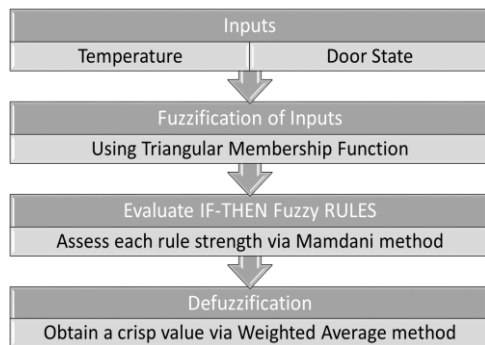 Inputs
Temperature Door State
Fuzzification of Inputs
Using Triangular Membership Function
Evaluate IF-THEN Fuzzy RULES
Assess each rule strength via Mamdani method
Defuzzification
Obtain a crisp value via Weighted Average method